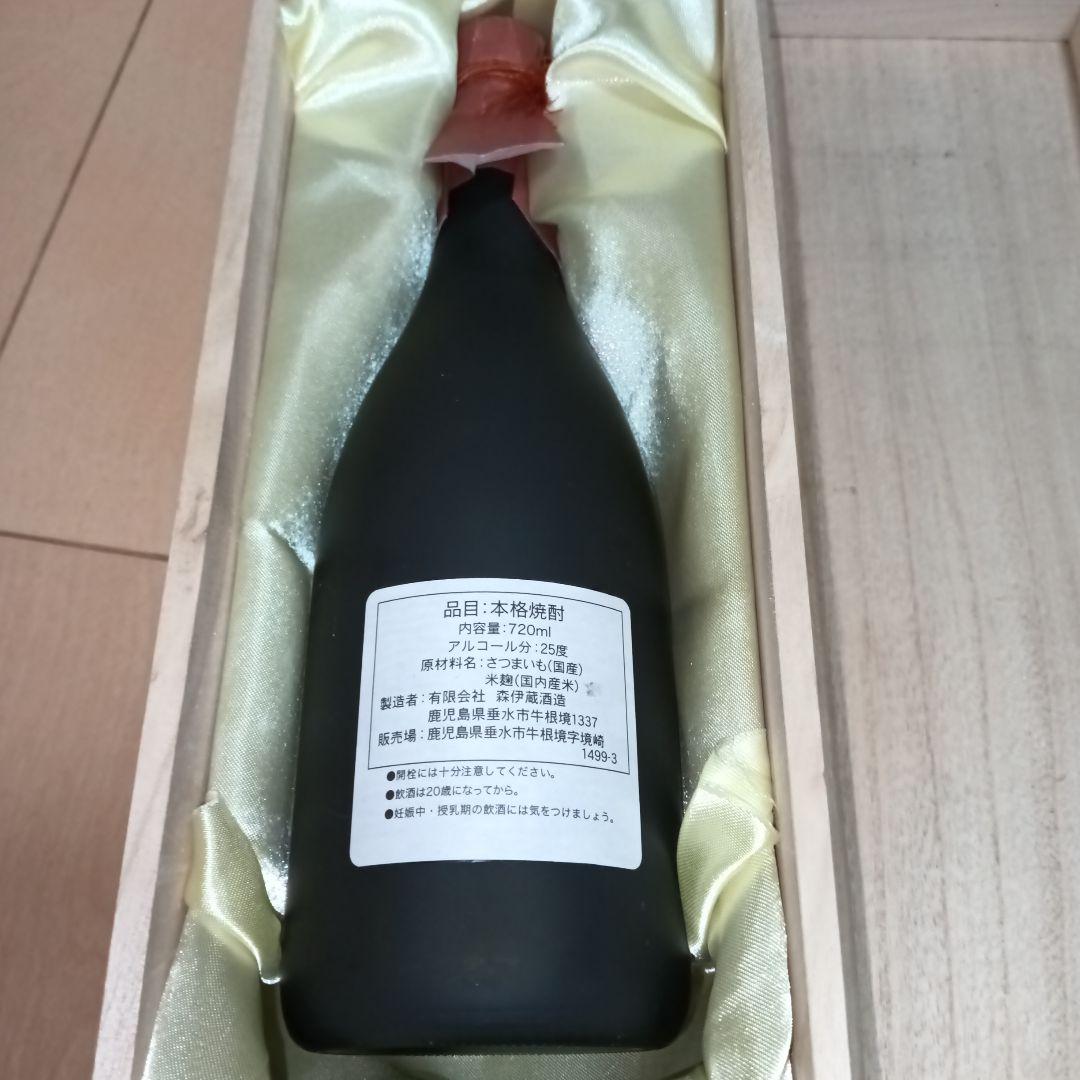 品目:本格焼酎
内容量:720ml
アルコール分:25度
原材料名:さつまいも(国産)
米麹(国内産米)
製造者:有限会社 森伊蔵酒造
鹿児島県垂水市牛根境1337
販売場:鹿児島県垂水市牛根境字境崎
1499-3
●開栓には十分注意してください。
●飲酒は20歳になってから。
●妊娠中・授乳期の飲酒には気をつけましょう。